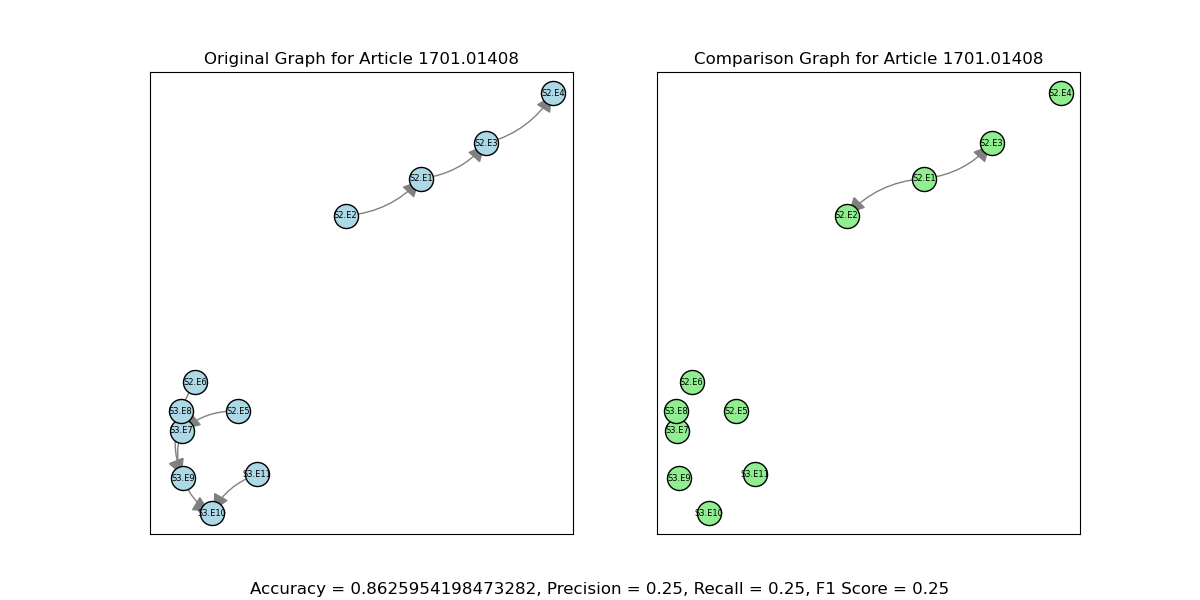 Original Graph for Article 1701.01408
Comparison Graph for Article 1701.01408
S2.E4
S2.E3
S2.E1
S2.E2
S2.E6
S3.E8
S2.E5
S3.E7
S3.E9
S3.E11
S3.E10
S2.E4
S2.E3
S2.E1
S2.E2
S2.E6
S3.E8
S2.E5
S3.E7
S3.E9
S3.E11
S3.E10
Accuracy = 0.8625954198473282, Precision = 0.25, Recall = 0.25, F1 Score = 0.25